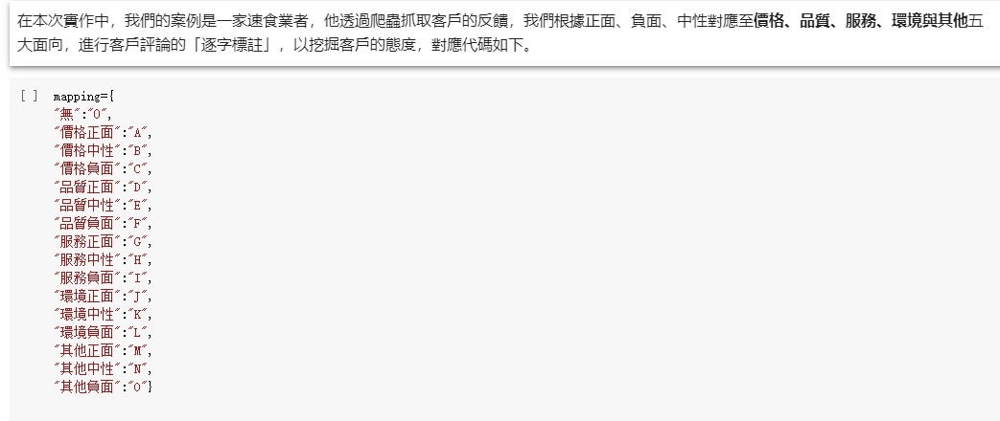 在本次實作中，我們的案例是一家速食業者，他透過爬蟲抓取客戶的反饋，我們根據正面、負面、中性對應至價格、品質、服務、環境與其他五
大面向，進行客戶評論的「逐字標註」，以挖掘客戶的態度，對應代碼如下。
[ ] mapping={
"無":"0",
"價格正面":"A",
"價格中性":"B",
"價格負面":"C",
"品質正面":"D",
"品質中性":"E",
"品質負面":"F",
"服務正面":"G",
"服務中性":"H",
"服務負面":"I",
"環境正面":"J",
"環境中性":"K",
"環境負面":"L",
"其他正面":"M",
"其他中性":"N",
"其他負面":"O"}